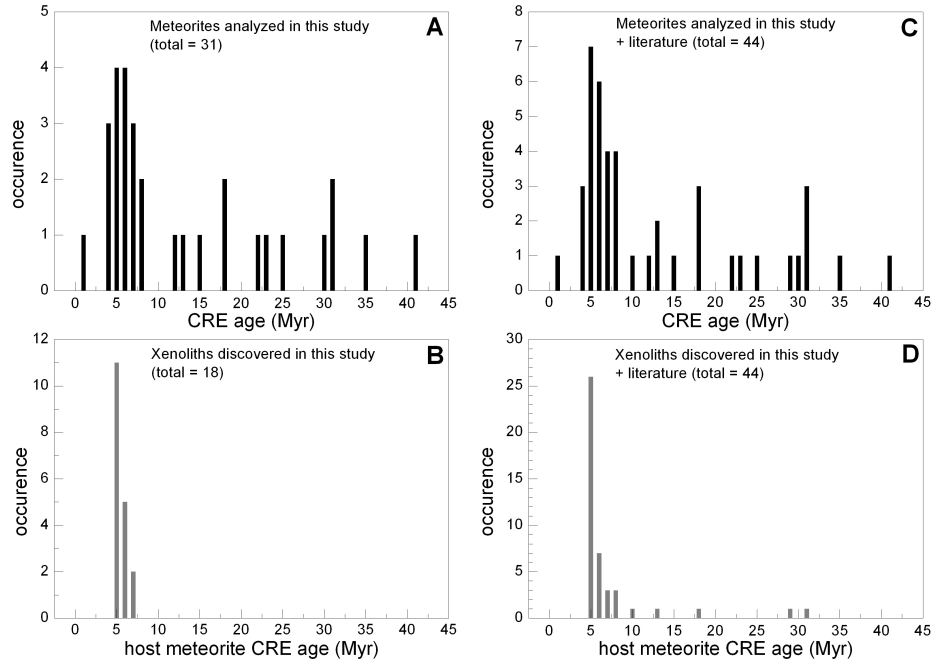 Meteorites analyzed in this study
(total = 31)
A
5
4
3
2
1
0
occurence
0 5 10 15 20 25 30 35 40 45
CRE age (Myr)
Meteorites analyzed in this study
+ literature (total = 44)
C
8
7
6
5
4
3
2
1
0
occurence
0 5 10 15 20 25 30 35 40 45
CRE age (Myr)
Xenoliths discovered in this study
(total = 18)
B
12
10
8
6
4
2
0
occurence
0 5 10 15 20 25 30 35 40 45
host meteorite CRE age (Myr)
Xenoliths discovered in this study
+ literature (total = 44)
D
30
25
20
15
10
5
0
occurence
0 5 10 15 20 25 30 35 40 45
host meteorite CRE age (Myr)